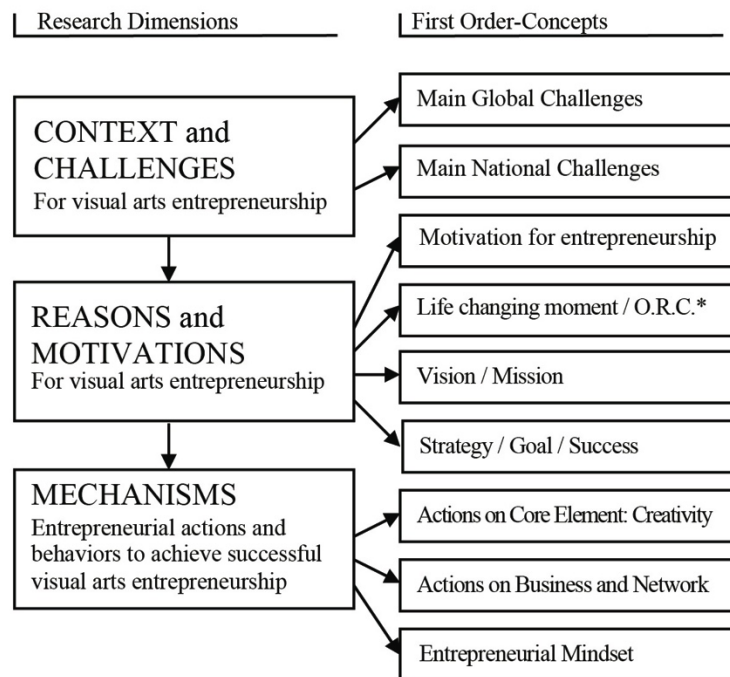 Research Dimensions
First Order-Concepts
CONTEXT and
CHALLENGES
For visual arts entrepreneurship
Main Global Challenges
Main National Challenges
REASONS and
MOTIVATIONS
For visual arts entrepreneurship
Motivation for entrepreneurship
Life changing moment / O.R.C.*
Vision / Mission
Strategy / Goal / Success
MECHANISMS
Entrepreneurial actions and
behaviors to achieve successful
visual arts entrepreneurship
Actions on Core Element: Creativity
Actions on Business and Network
Entrepreneurial Mindset